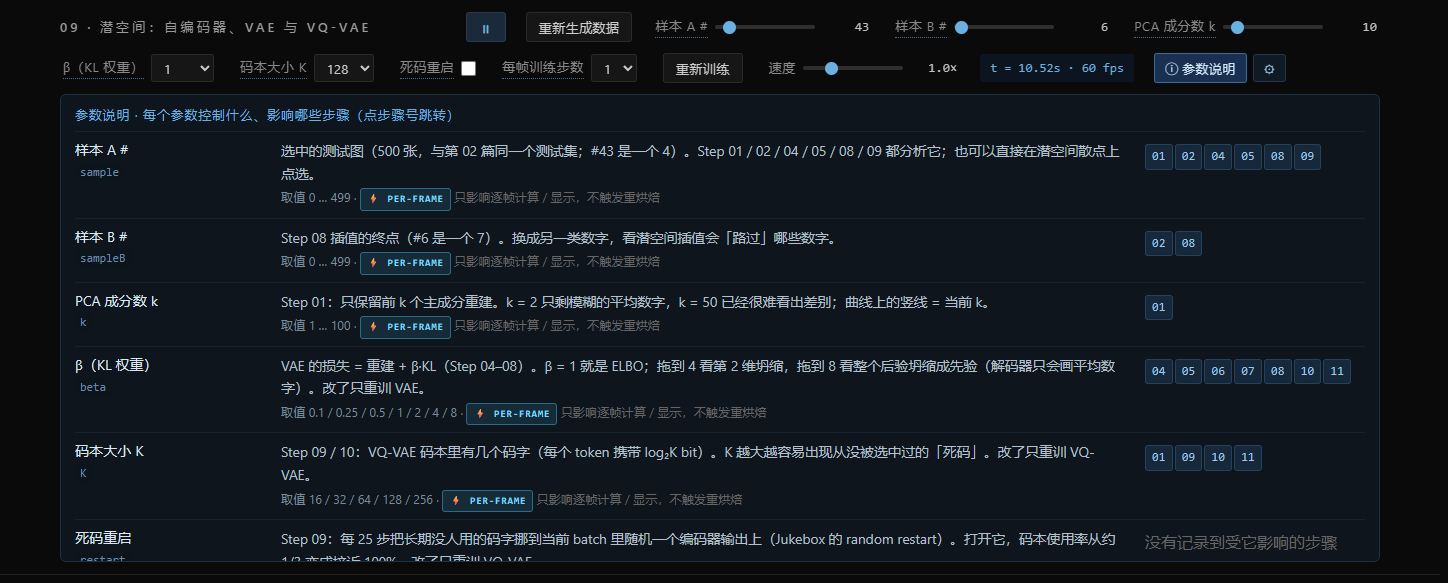 09 · 潜空间：自编码器、VAE 与 VQ-VAE
重新生成数据 样本 A # 43 样本 B # 6 PCA 成分数 k 10
β（KL 权重） 1 码本大小 K 128 死码重启 每帧训练步数 1 重新训练 速度 1.0x t = 10.52s · 60 fps ⓘ 参数说明
参数说明 · 每个参数控制什么、影响哪些步骤（点步骤号跳转）
样本 A #
sample
选中的测试图（500 张，与第 02 篇同一个测试集；#43 是一个 4）。Step 01 / 02 / 04 / 05 / 08 / 09 都分析它；也可以直接在潜空间散点上
点选。
取值 0 … 499 · ⚡ PER-FRAME 只影响逐帧计算 / 显示，不触发重烘焙
01 02 04 05 08 09
样本 B #
sampleB
Step 08 插值的终点（#6 是一个 7）。换成另一类数字，看潜空间插值会「路过」哪些数字。
取值 0 … 499 · ⚡ PER-FRAME 只影响逐帧计算 / 显示，不触发重烘焙
02 08
PCA 成分数 k
k
Step 01：只保留前 k 个主成分重建。k = 2 只剩模糊的平均数字，k = 50 已经很难看出差别；曲线上的竖线 = 当前 k。
取值 1 … 100 · ⚡ PER-FRAME 只影响逐帧计算 / 显示，不触发重烘焙
01
β（KL 权重）
beta
VAE 的损失 = 重建 + β·KL（Step 04–08）。β = 1 就是 ELBO；拖到 4 看第 2 维坍缩，拖到 8 看整个后验坍缩成先验（解码器只会画平均数
字）。改了只重训 VAE。
取值 0.1 / 0.25 / 0.5 / 1 / 2 / 4 / 8 · ⚡ PER-FRAME 只影响逐帧计算 / 显示，不触发重烘焙
04 05 06 07 08 10 11
码本大小 K
K
Step 09 / 10：VQ-VAE 码本里有几个码字（每个 token 携带 log₂K bit）。K 越大越容易出现从没被选中过的「死码」。改了只重训 VQ-
VAE。
取值 16 / 32 / 64 / 128 / 256 · ⚡ PER-FRAME 只影响逐帧计算 / 显示，不触发重烘焙
01 09 10 11
死码重启
restart
Step 09：每 25 步把长期没人用的码字挪到当前 batch 里随机一个编码器输出上（Jukebox 的 random restart）。打开它，码本使用率从约
1/3 变成接近 100%。改了只重训 VQ-VAE。
没有记录到受它影响的步骤